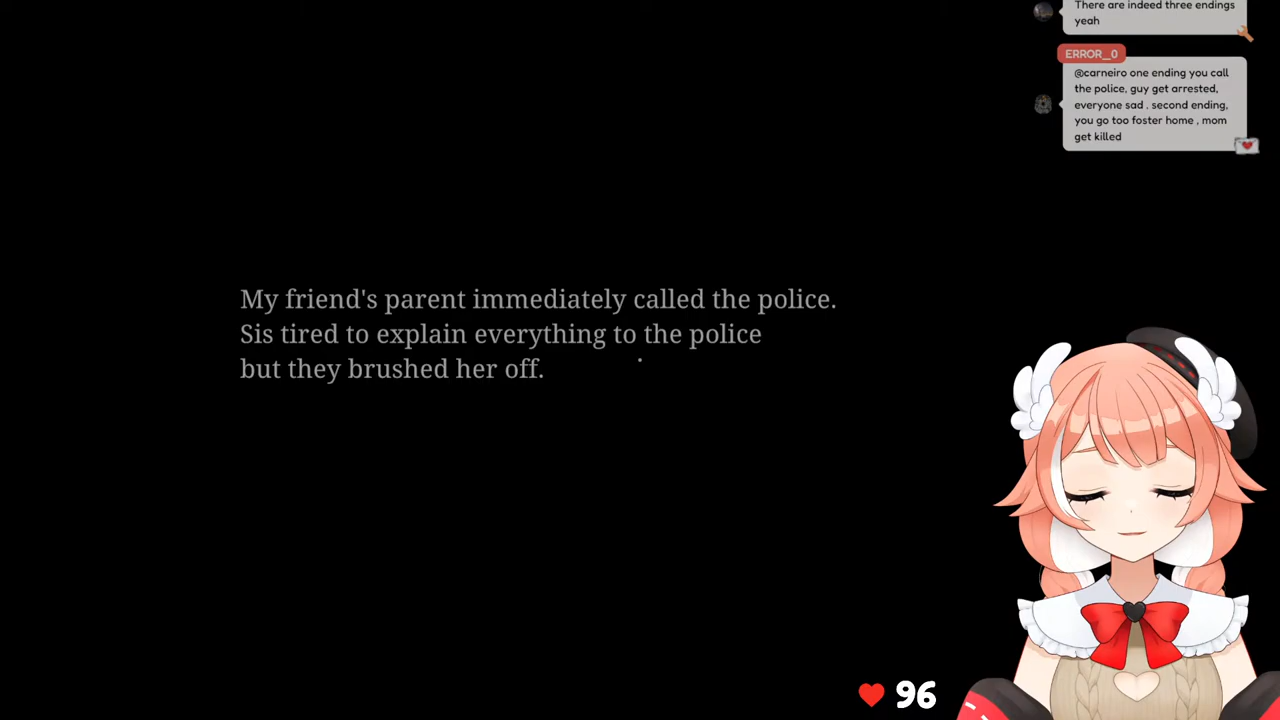 There are indeed three endings
yeah
ERROR_0
@carneiro one ending you call
the police, guy get arrested,
everyone sad . second ending,
you go too foster home , mom
get killed
My friend's parent immediately called the police.
Sis tired to explain everything to the police
but they brushed her off.
96